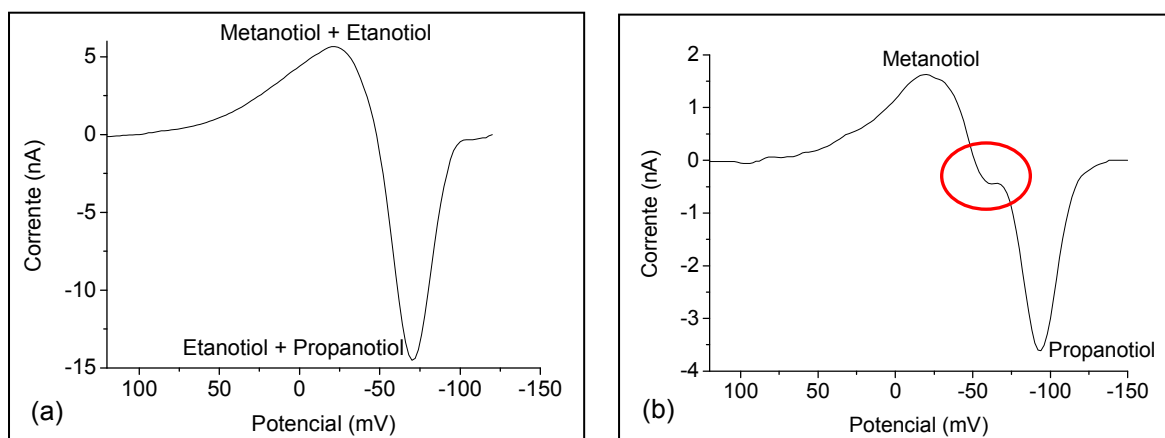 Metanotiol + Etanotiol
5
0
-5
-10
-15
Corrente (nA)
Etanotiol + Propanotiol
100 50 0 -50 -100 -150
(a)
Potencial (mV)
2
1
0
-1
-2
-3
-4
Corrente (nA)
Metanotiol
Propanotiol
100 50 0 -50 -100 -150
(b)
Potencial (mV)